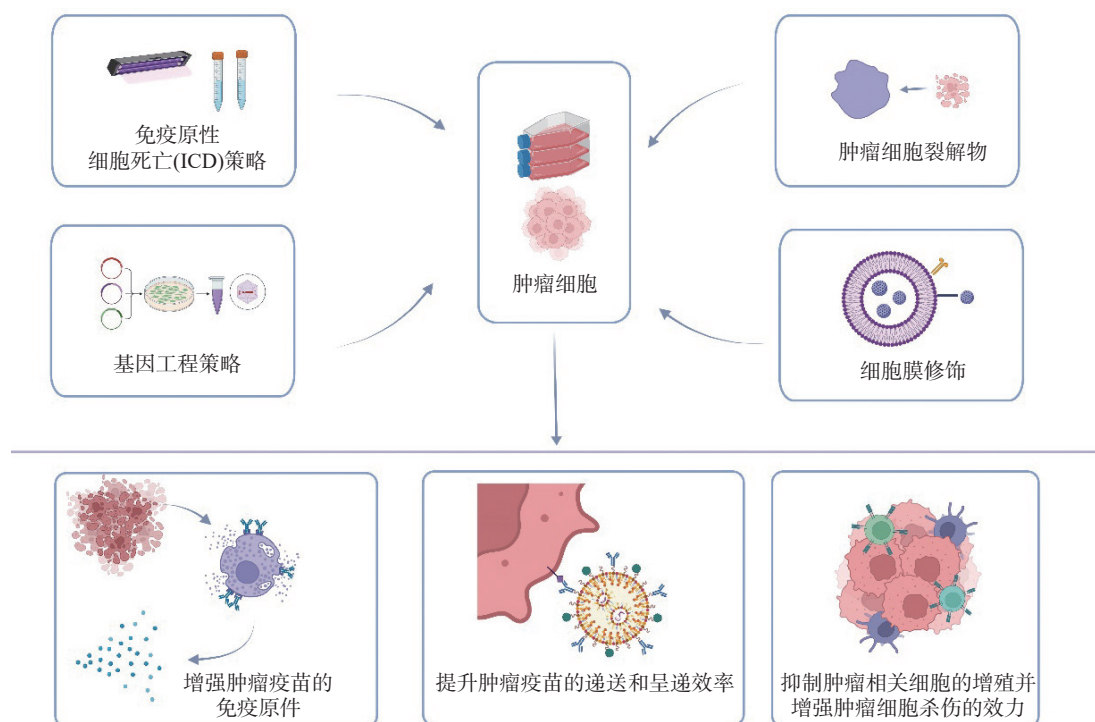 免疫原性
细胞死亡(ICD)策略
肿瘤细胞裂解物
肿瘤细胞
基因工程策略
细胞膜修饰
增强肿瘤疫苗的
免疫原件
提升肿瘤疫苗的递送和呈递效率
抑制肿瘤相关细胞的增殖并
增强肿瘤细胞杀伤的效力